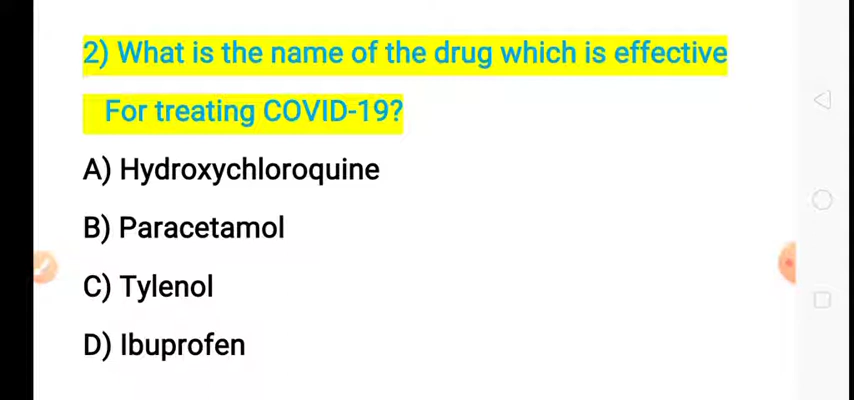 2) What is the name of the drug which is effective
For treating COVID-19?
A) Hydroxychloroquine
B) Paracetamol
C) Tylenol
D) Ibuprofen